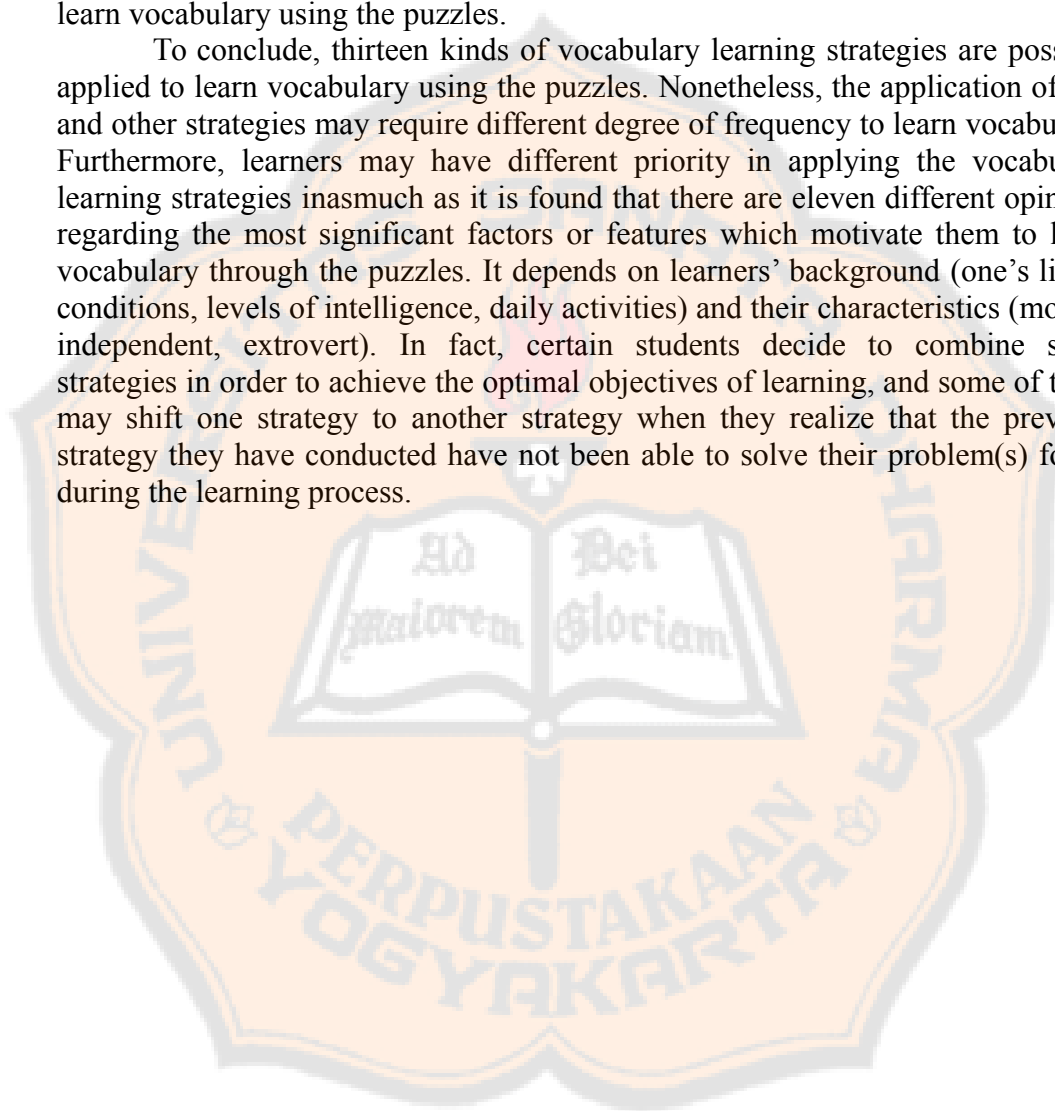 learn vocabulary using the puzzles.
To conclude, thirteen kinds of vocabulary learning strategies are poss
applied to learn vocabulary using the puzzles. Nonetheless, the application of
and other strategies may require different degree of frequency to learn vocabu
Furthermore, learners may have different priority in applying the vocabu
learning strategies inasmuch as it is found that there are eleven different opin
regarding the most significant factors or features which motivate them to l
vocabulary through the puzzles. It depends on learners’ background (one’s li
conditions, levels of intelligence, daily activities) and their characteristics (mo
independent, extrovert). In fact, certain students decide to combine s
strategies in order to achieve the optimal objectives of learning, and some of t
may shift one strategy to another strategy when they realize that the prev
strategy they have conducted have not been able to solve their problem(s) fo
during the learning process.
UNIVERSITAS SANATA DHARMA
Ad Dei
Maiorem Gloriam
PERPUSTAKAAN
YOGYAKARTA